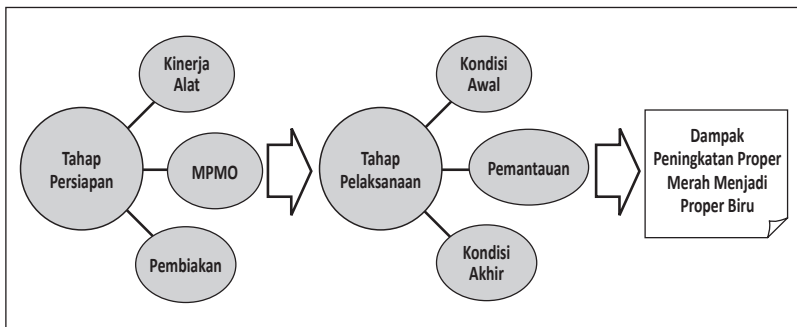 Tahap
Persiapan
Kinerja
Alat
MPMO
Pembiakan
Tahap
Pelaksanaan
Kondisi
Awal
Pemantauan
Kondisi
Akhir
Dampak
Peningkatan Proper
Merah Menjadi
Proper Biru